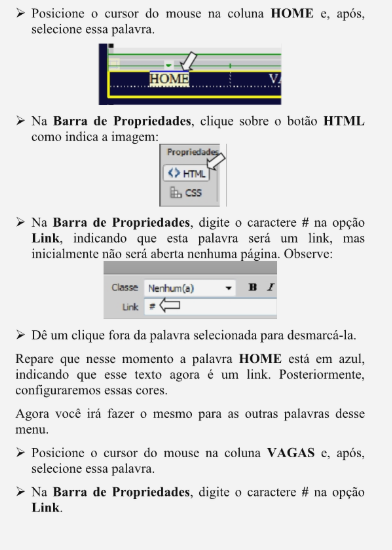 ➢ Posicione o cursor do mouse na coluna HOME e, após,
selecione essa palavra.
HOME
➢ Na Barra de Propriedades, clique sobre o botão HTML
como indica a imagem:
Propriedades
<> HTML
CSS
➢ Na Barra de Propriedades, digite o caractere # na opção
Link, indicando que esta palavra será um link, mas
inicialmente não será aberta nenhuma página. Observe:
Classe Nenhum(a) B I
Link #
➢ Dê um clique fora da palavra selecionada para desmarcá-la.
Repare que nesse momento a palavra HOME está em azul,
indicando que esse texto agora é um link. Posteriormente,
configuraremos essas cores.
Agora você irá fazer o mesmo para as outras palavras desse
menu.
➢ Posicione o cursor do mouse na coluna VAGAS e, após,
selecione essa palavra.
➢ Na Barra de Propriedades, digite o caractere # na opção
Link.